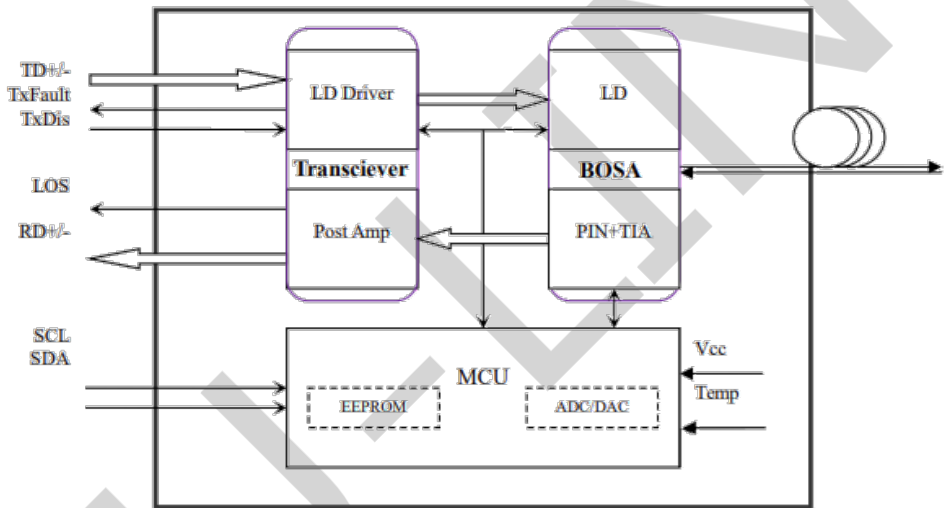 TD+/-
TxFault
TxDis
LOS
RD+/-
SCL
SDA
LD Driver
Transciever
Post Amp
LD
BOSA
PIN+TIA
MCU
EEPROM
ADC/DAC
Vcc
Temp